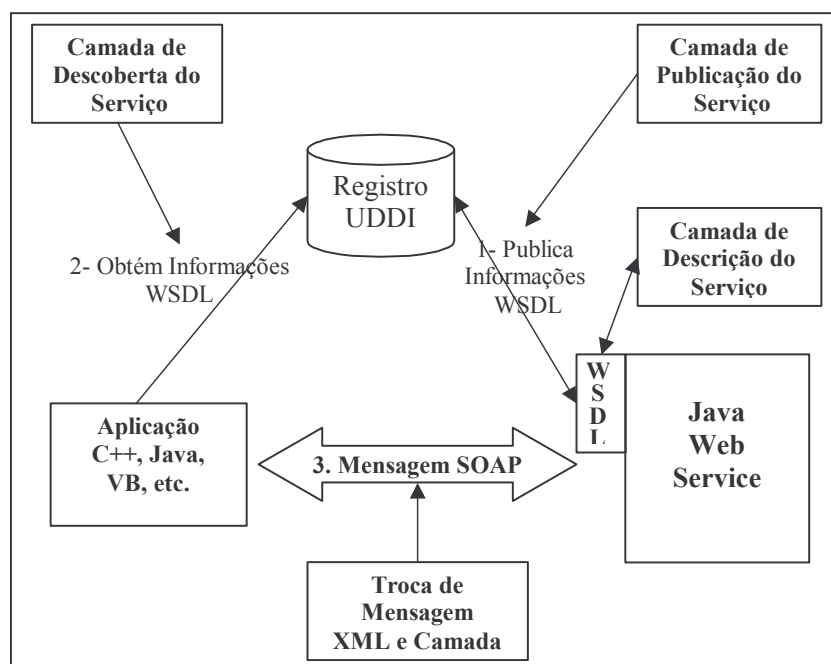 Camada de
Descoberta do
Serviço
Camada de
Publicação do
Serviço
Registro
UDDI
2- Obtém Informações
WSDL
1- Publica
Informações
WSDL
Camada de
Descrição do
Serviço
W
S
D
L
Java
Web
Service
Aplicação
C++, Java,
VB, etc.
3. Mensagem SOAP
Troca de
Mensagem
XML e Camada